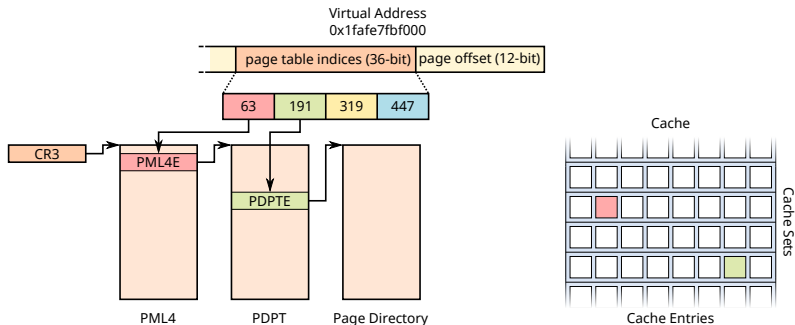 Virtual Address
0x1fafe7fbf000
page table indices (36-bit) page offset (12-bit)
63 191 319 447
CR3
PML4E
PDPTE
PML4
PDPT
Page Directory
Cache
Cache Sets
Cache Entries